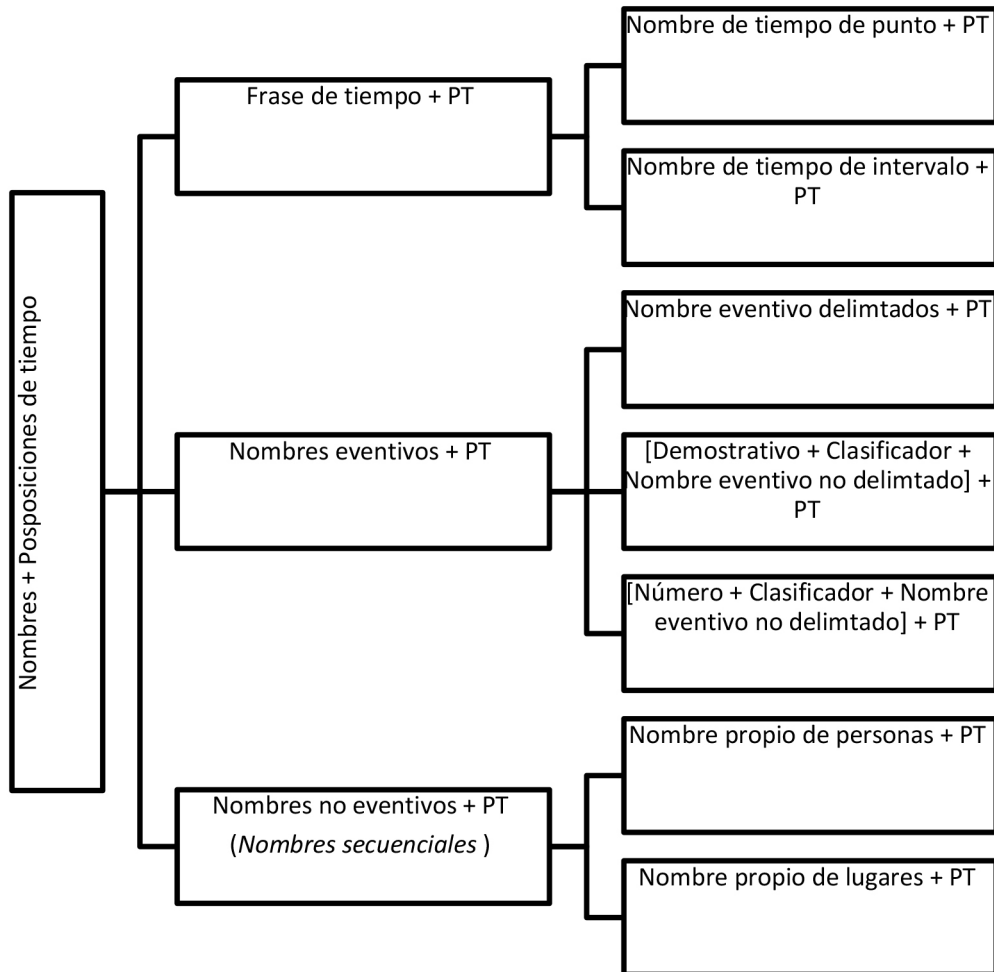 Nombres + Posposiciones de tiempo
Frase de tiempo + PT
Nombre de tiempo de punto + PT
Nombre de tiempo de intervalo +
PT
Nombres eventivos + PT
Nombre eventivo delimtados + PT
[Demostrativo + Clasificador +
Nombre eventivo no delimtado] +
PT
[Número + Clasificador + Nombre
eventivo no delimtado] + PT
Nombres no eventivos + PT
(Nombres secuenciales )
Nombre propio de personas + PT
Nombre propio de lugares + PT